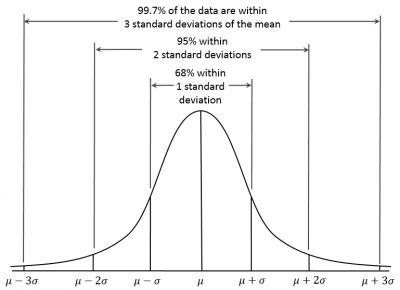 99.7% of the data are within
3 standard deviations of the mean
95% within
2 standard deviations
68% within
1 standard
deviation
μ − 3σ μ − 2σ μ − σ μ μ + σ μ + 2σ μ + 3σ